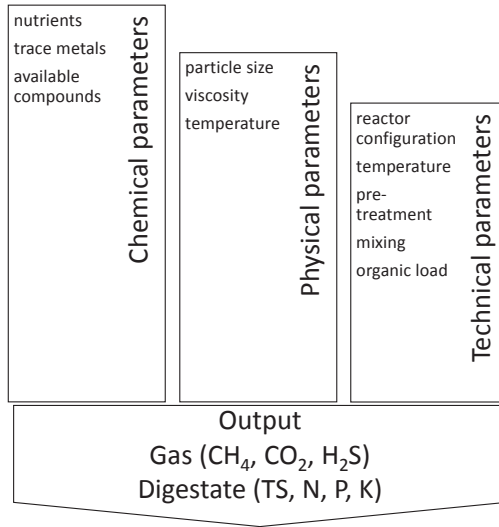 nutrients
trace metals
available
compounds
Chemical parameters
particle size
viscosity
temperature
Physical parameters
reactor
configuration
temperature
pre-
treatment
mixing
organic load
Technical parameters
Output
Gas (CH₄, CO₂, H₂S)
Digestate (TS, N, P, K)